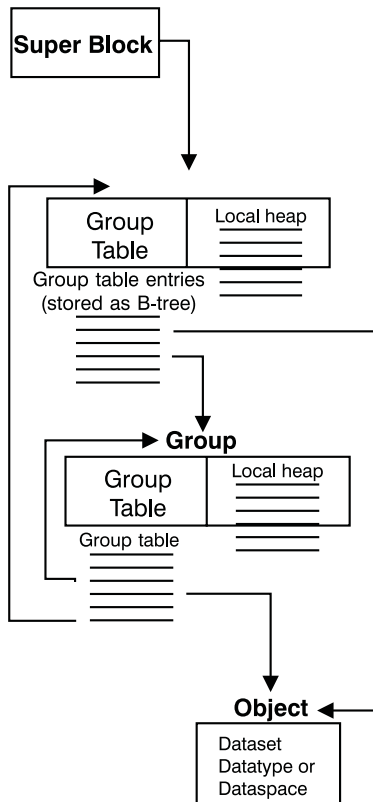 Super Block
Group
Table
Local heap
Group table entries
(stored as B-tree)
Group
Group
Table
Local heap
Group table
Object
Dataset
Datatype or
Dataspace